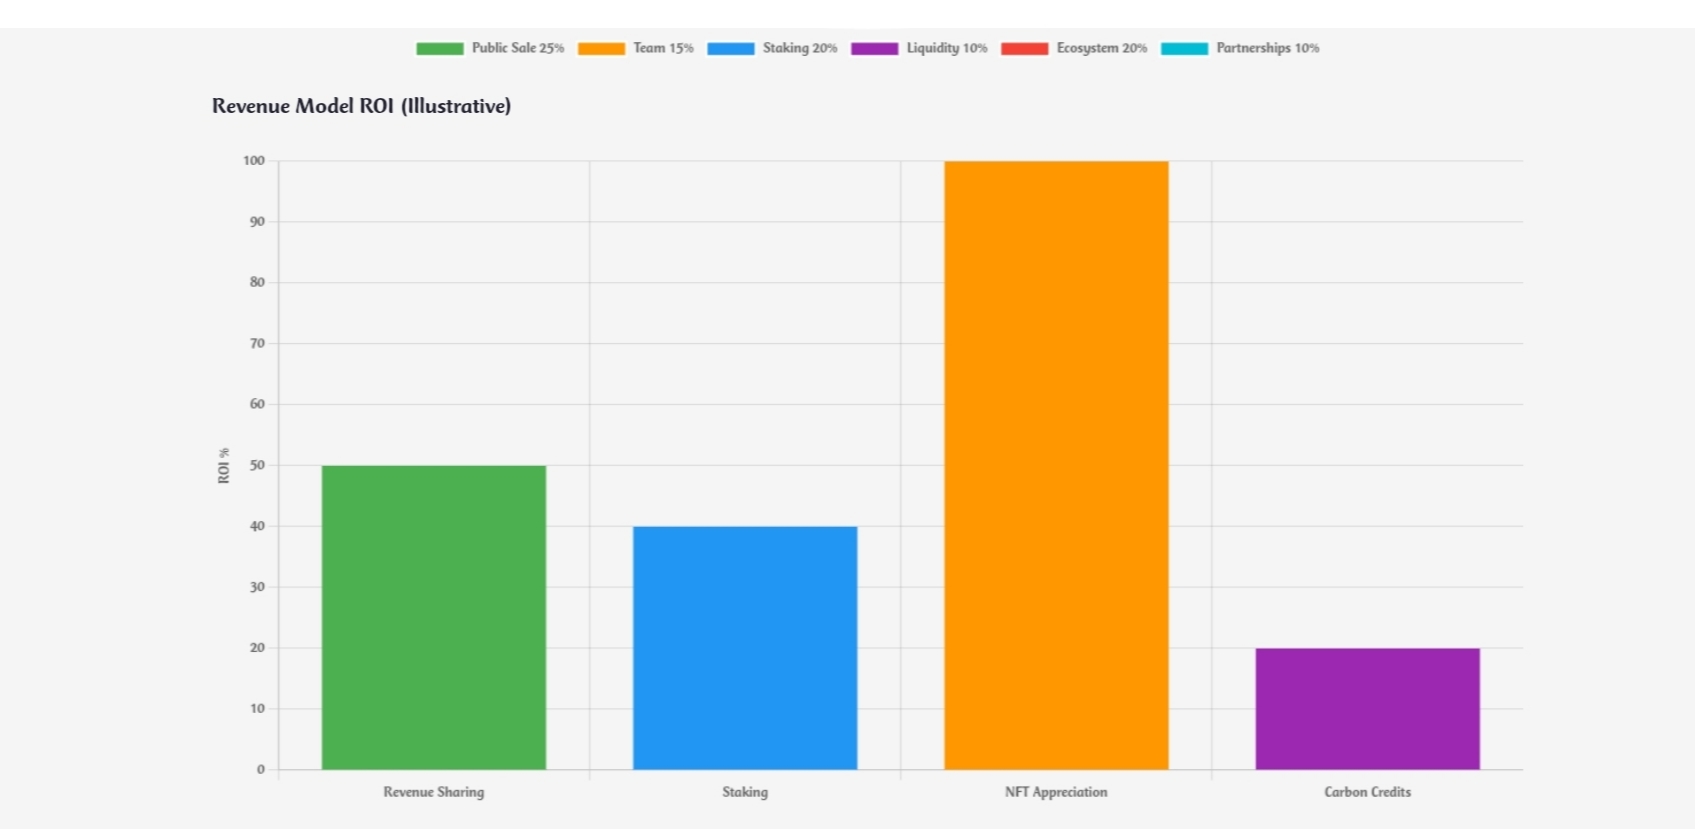 Public Sale 25% Team 15% Staking 20% Liquidity 10% Ecosystem 20% Partnerships 10%
Revenue Model ROI (Illustrative)
100
90
80
70
60
50
40
30
20
10
0
ROI %
Revenue Sharing Staking NFT Appreciation Carbon Credits